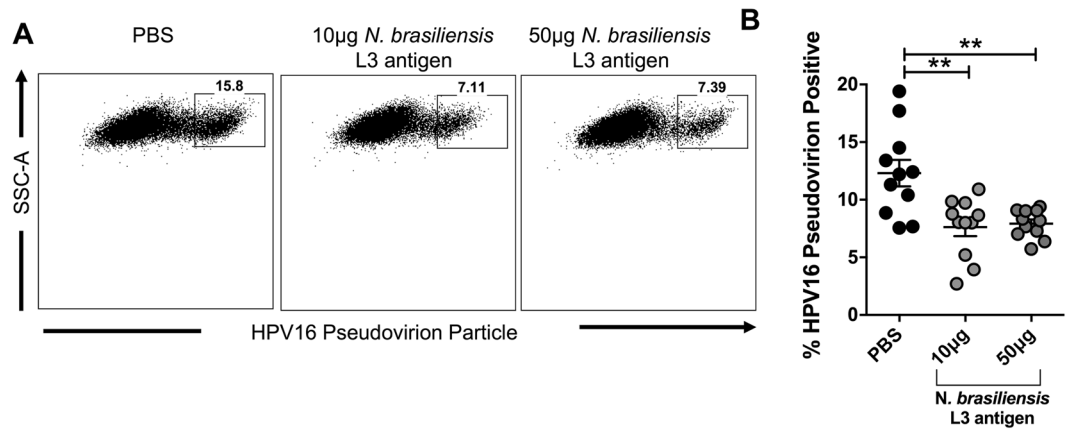 A
PBS
10µg N. brasiliensis
L3 antigen
50µg N. brasiliensis
L3 antigen
15.8
7.11
7.39
SSC-A
HPV16 Pseudovirion Particle
B
**
**
% HPV16 Pseudovirion Positive
20
15
10
5
0
PBS
10µg
50µg
N. brasiliensis
L3 antigen